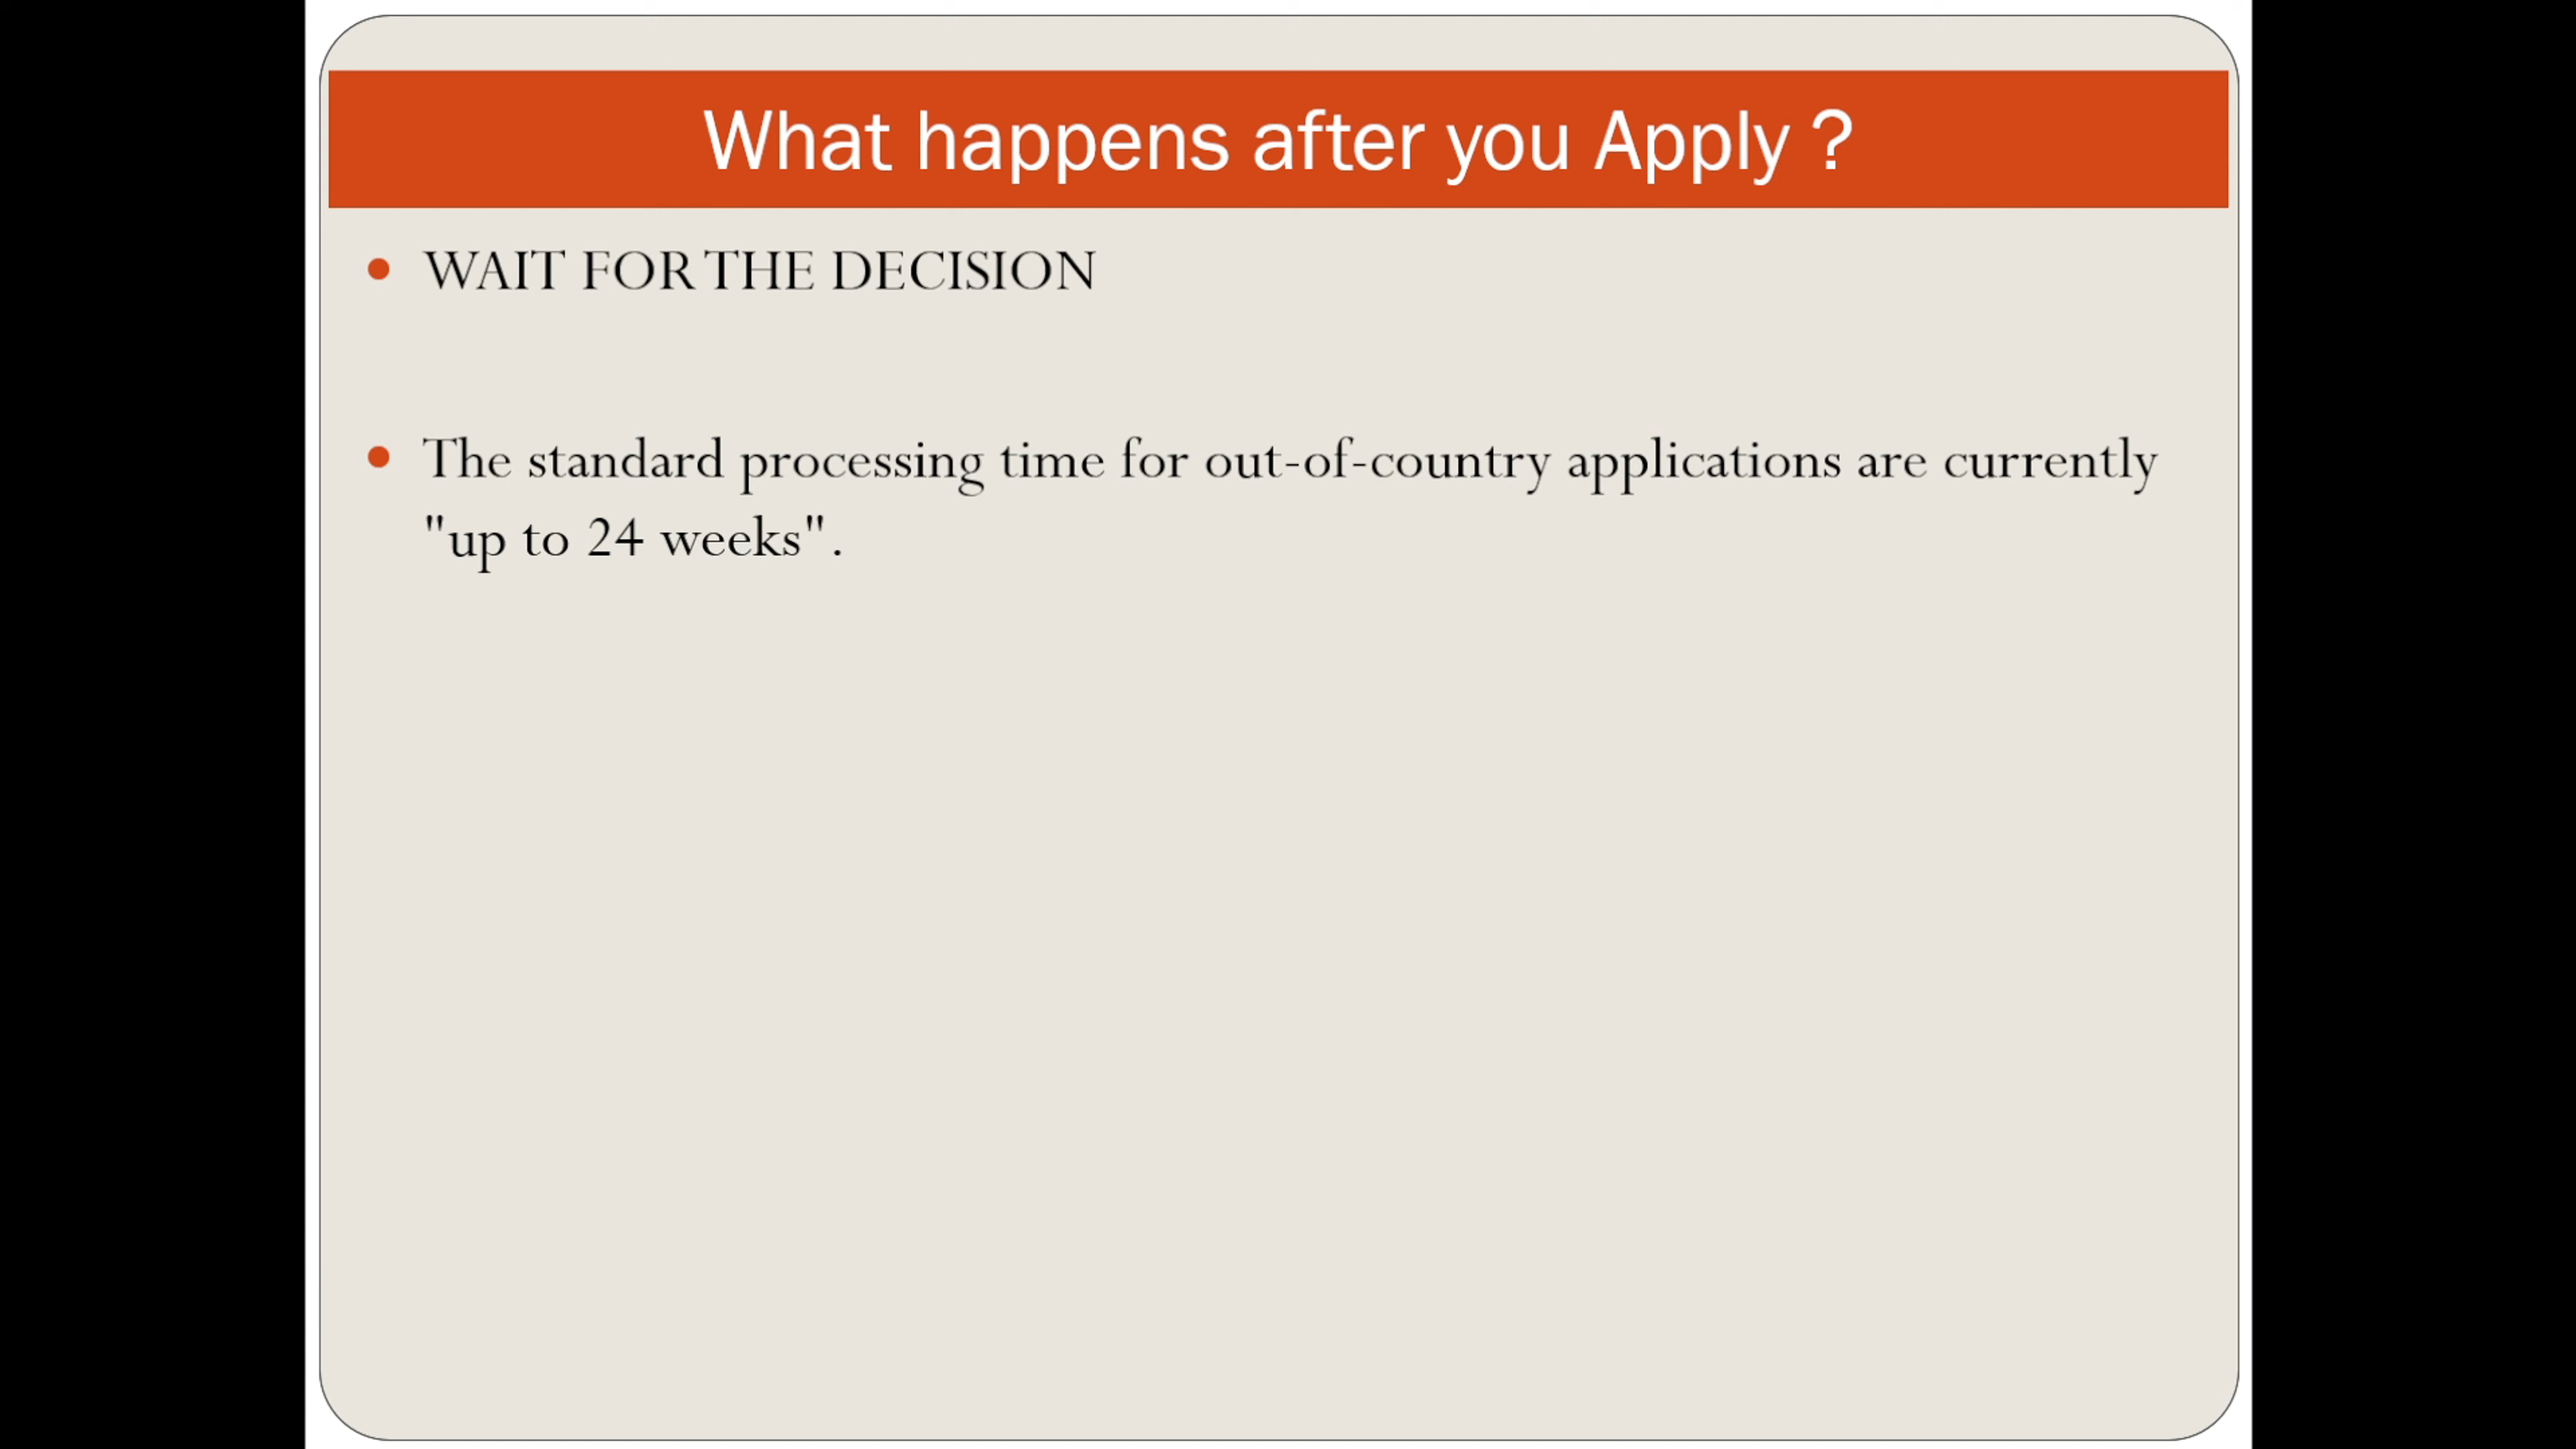 What happens after you Apply ?
• WAIT FOR THE DECISION
• The standard processing time for out-of-country applications are currently
"up to 24 weeks".